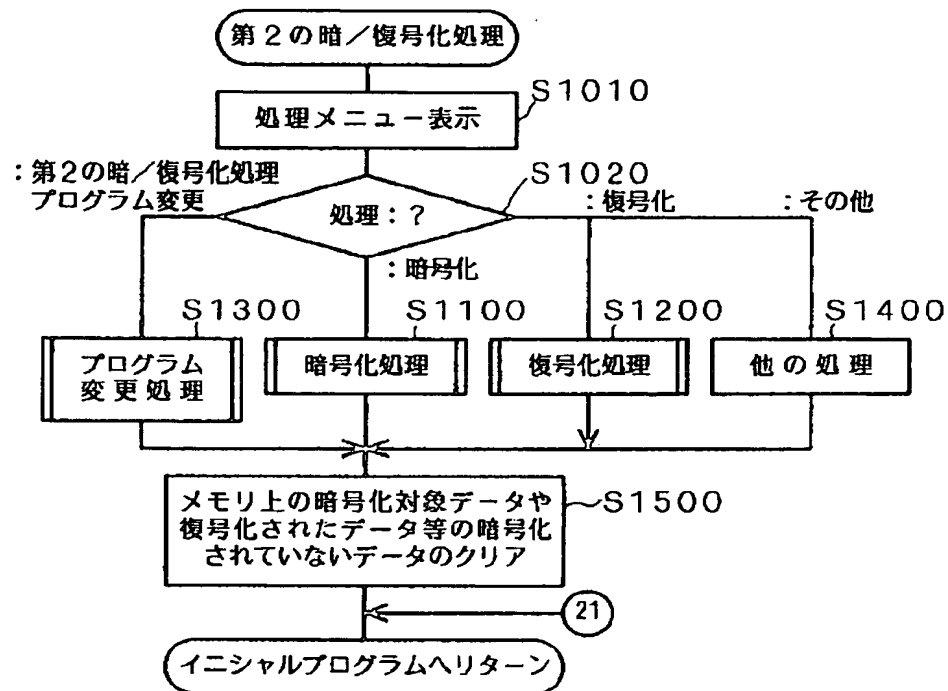 第2の暗／復号化処理
S1010
処理メニュー表示
：第2の暗／復号化処理
プログラム変更
S1020
処理：？
：復号化
：その他
：暗号化
S1300
S1100
S1200
S1400
プログラム
変更処理
暗号化処理
復号化処理
他の処理
メモリ上の暗号化対象データや
復号化されたデータ等の暗号化
されていないデータのクリア
S1500
21
イニシャルプログラムへリターン